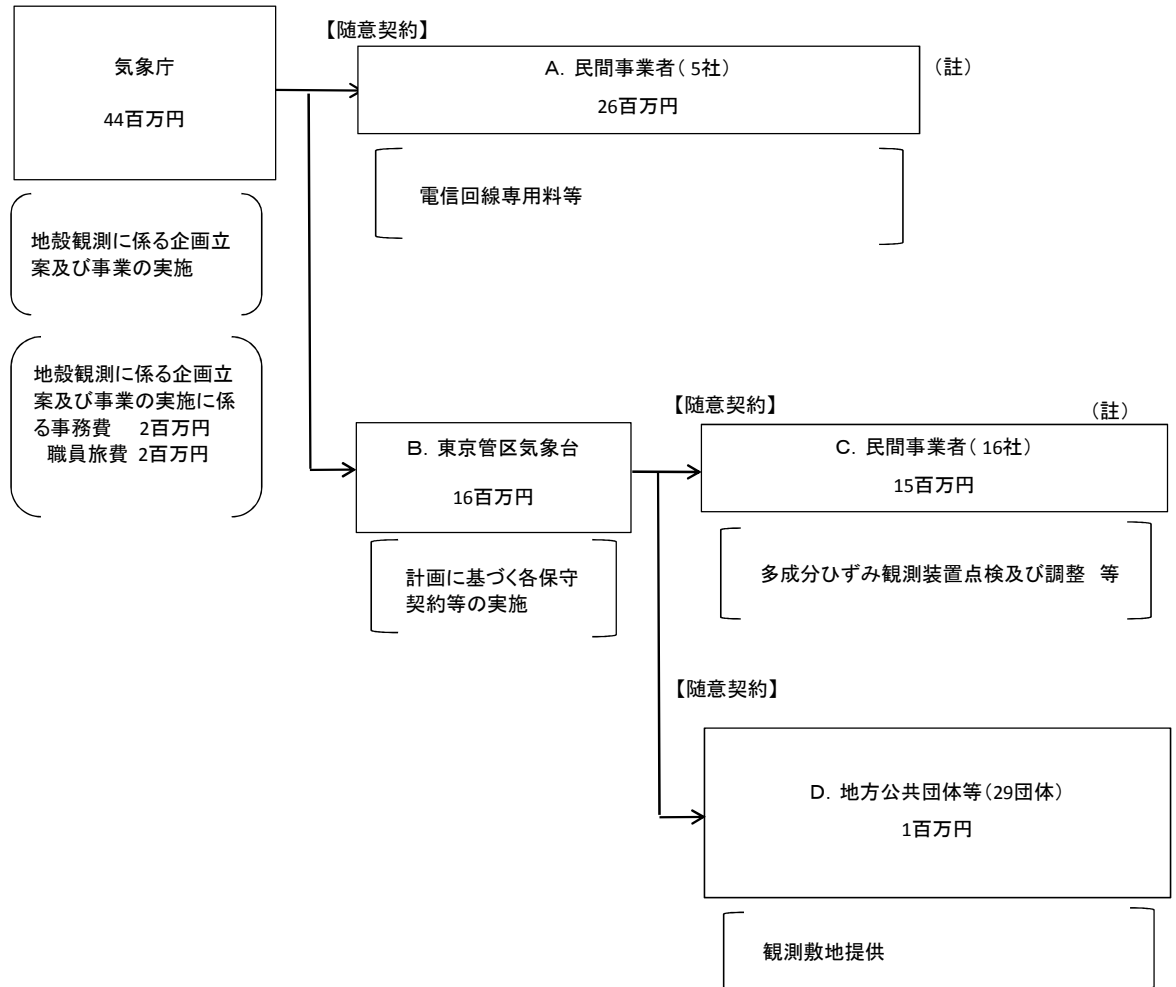 気象庁
44百万円
地殻観測に係る企画立
案及び事業の実施
地殻観測に係る企画立
案及び事業の実施に係
る事務費 2百万円
職員旅費 2百万円
【随意契約】
A. 民間事業者(5社)
26百万円
(註)
電信回線専用料等
B. 東京管区気象台
16百万円
計画に基づく各保守
契約等の実施
【随意契約】
(註)
C. 民間事業者(16社)
15百万円
多成分ひずみ観測装置点検及び調整 等
【随意契約】
D. 地方公共団体等(29団体)
1百万円
観測敷地提供